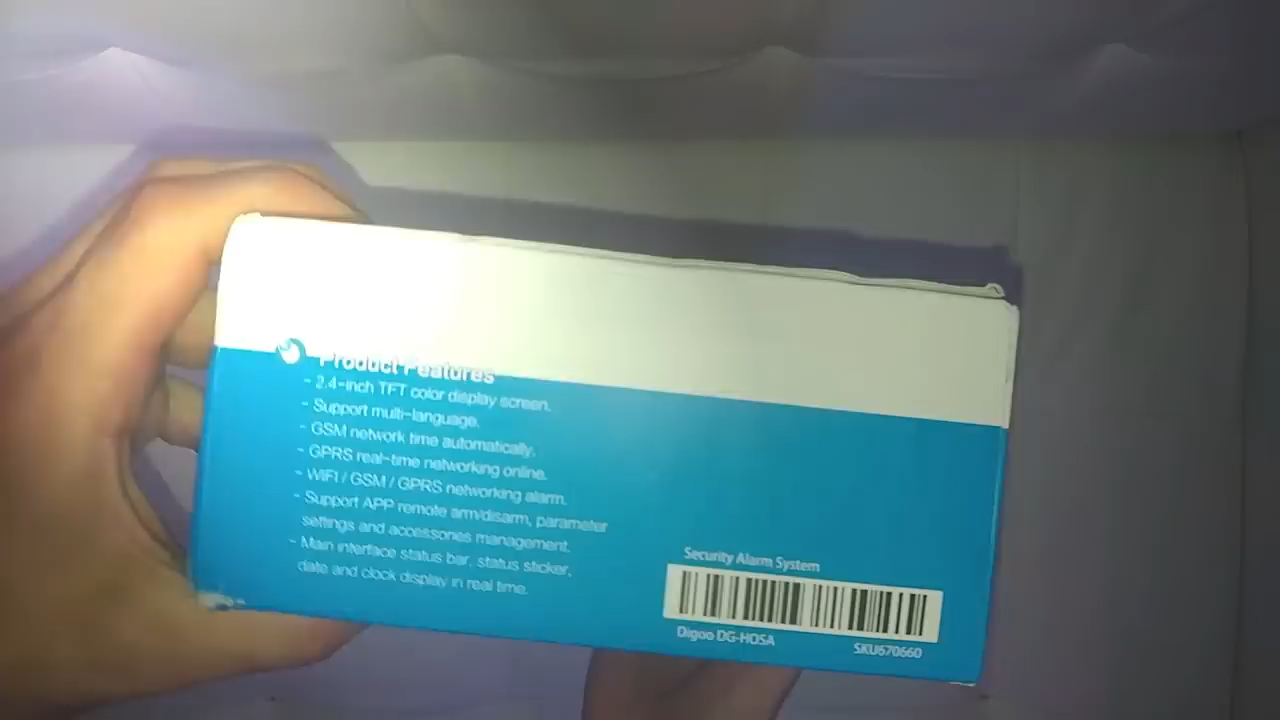 Product Features
- 2.4-inch TFT color display screen.
- Support multi-language.
- GSM network time automatically.
- GPRS real-time networking online.
- WIFI / GSM / GPRS networking alarm.
- Support APP remote arm/disarm, parameter
settings and accessories management.
- Main interface status bar, status sticker,
date and clock display in real time.
Security Alarm System
Digoo DG-HOSA
SKU670660